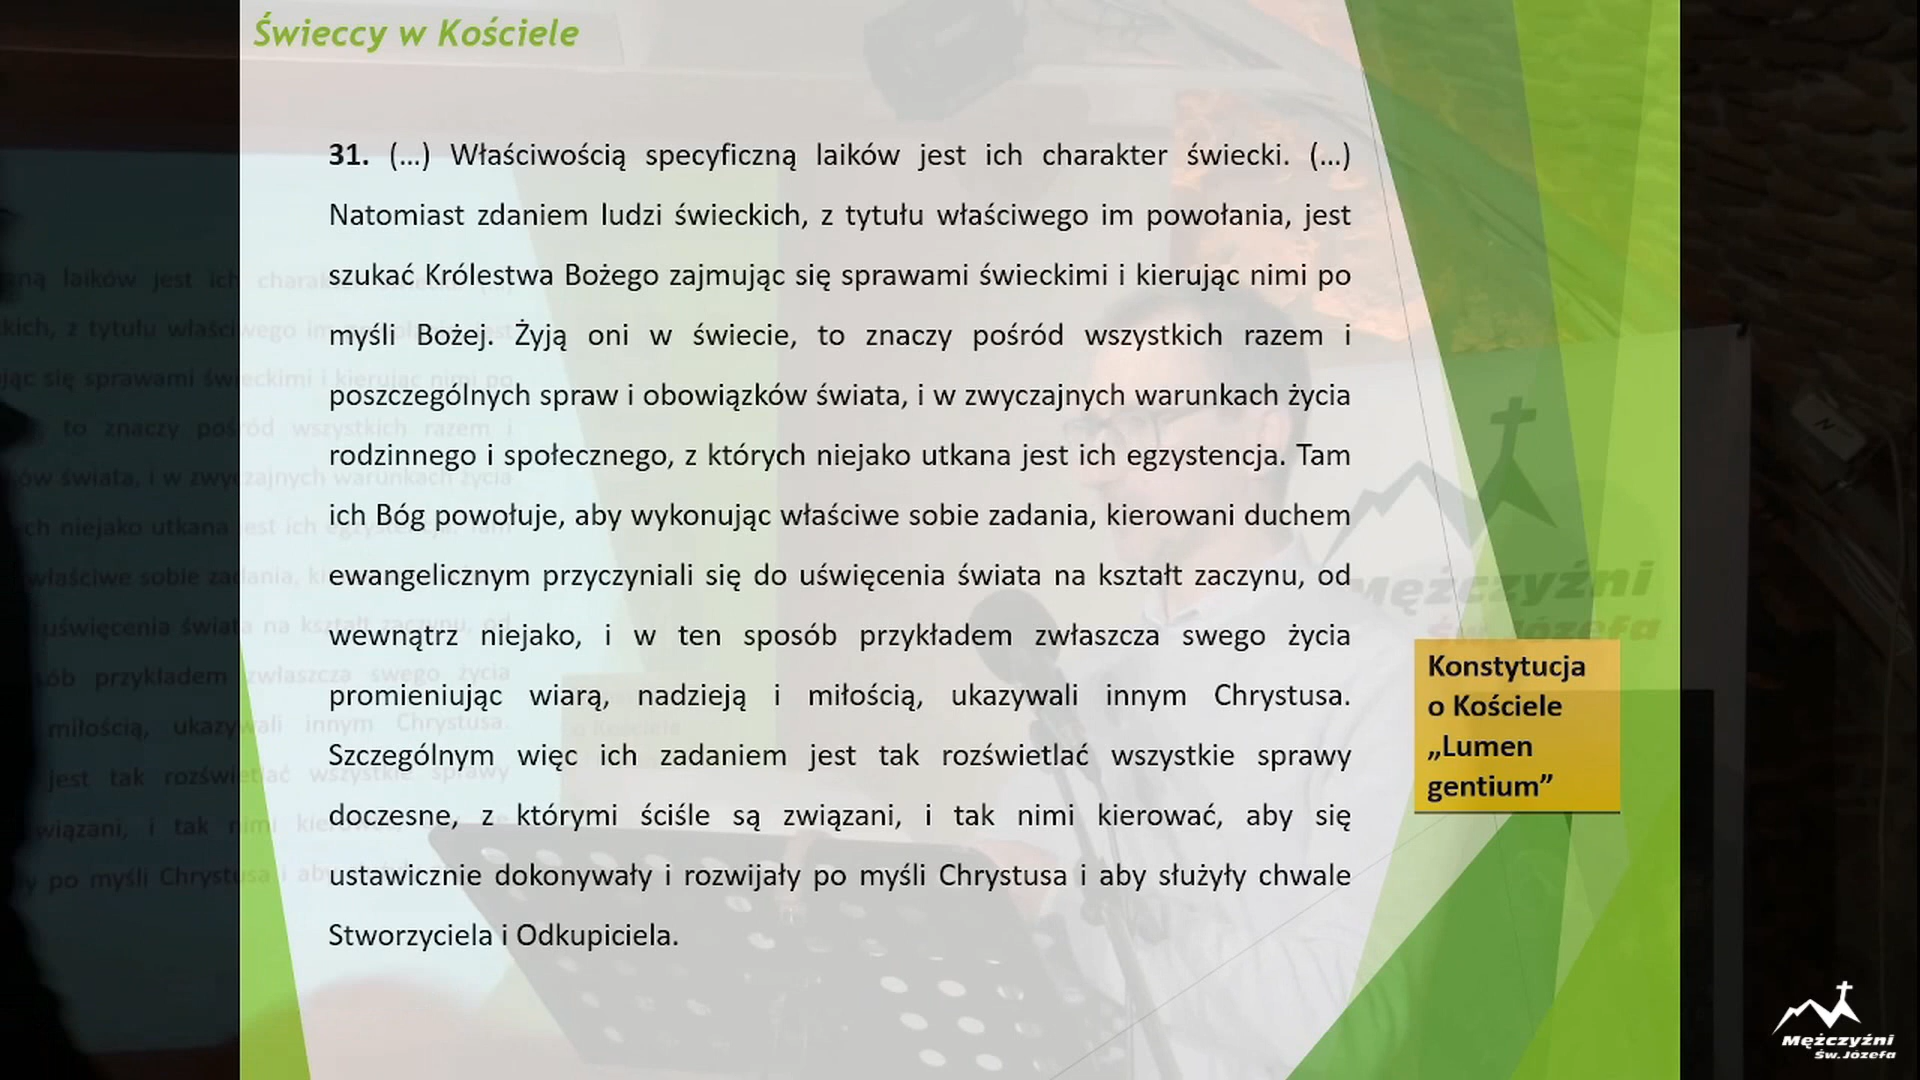 Świeccy w Kościele
31. (...) Właściwością specyficzną laików jest ich charakter świecki. (...)
Natomiast zdaniem ludzi świeckich, z tytułu właściwego im powołania, jest
szukać Królestwa Bożego zajmując się sprawami świeckimi i kierując nimi po
myśli Bożej. Żyją oni w świecie, to znaczy pośród wszystkich razem i
poszczególnych spraw i obowiązków świata, i w zwyczajnych warunkach życia
rodzinnego i społecznego, z których niejako utkana jest ich egzystencja. Tam
ich Bóg powołuje, aby wykonując właściwe sobie zadania, kierowani duchem
ewangelicznym przyczyniali się do uświęcenia świata na kształt zaczynu, od
wewnątrz niejako, i w ten sposób przykładem zwłaszcza swego życia
promieniując wiarą, nadzieją i miłością, ukazywali innym Chrystusa.
Szczególnym więc ich zadaniem jest tak rozświetlać wszystkie sprawy
doczesne, z którymi ściśle są związani, i tak nimi kierować, aby się
ustawicznie dokonywały i rozwijały po myśli Chrystusa i aby służyły chwale
Stworzyciela i Odkupiciela.
Konstytucja
o Kościele
„Lumen
gentium”
Mężczyźni
św. Józefa
Mężczyźni
św. Józefa